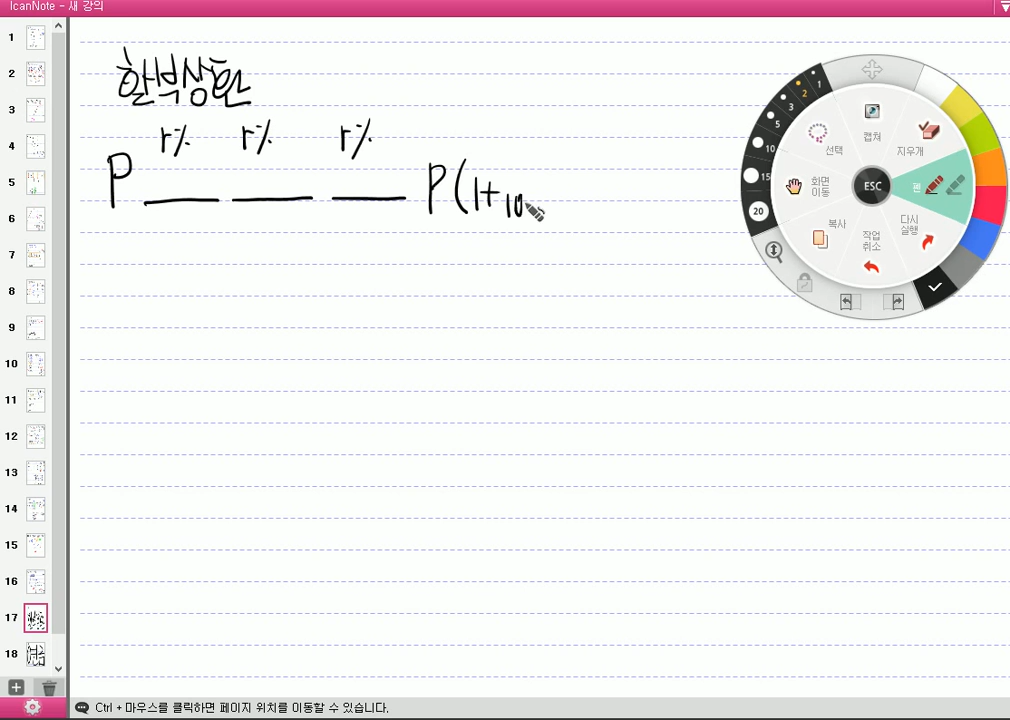 IcanNote - 새 강의
1
2
3
4
5
6
7
8
9
10
11
12
13
14
15
16
17
18
할부상환
r% r% r%
P P(1+10
1
2
3
5
10
15
20
캡쳐
선택
지우개
화면
이동
ESC
펜
복사
작업
취소
다시
실행
Ctrl + 마우스를 클릭하면 페이지 위치를 이동할 수 있습니다.